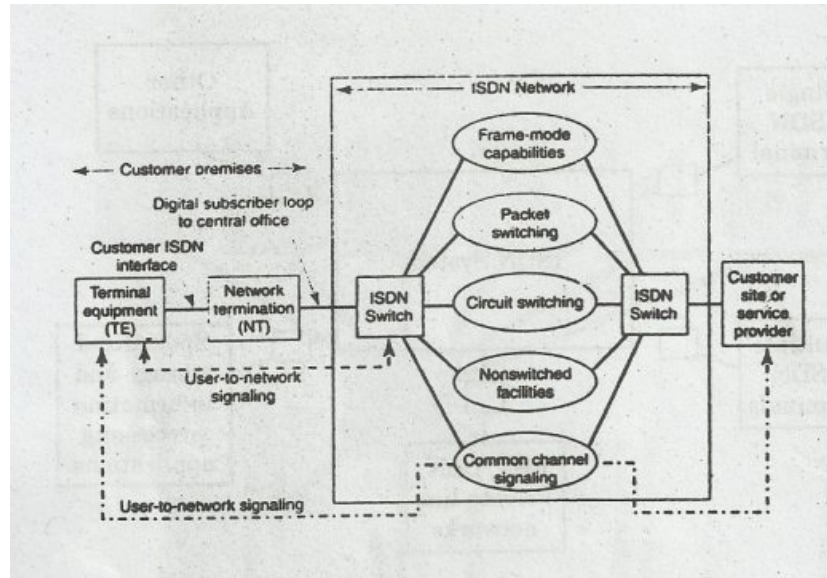 ISDN Network
Frame-mode
capabilities
Customer premises
Digital subscriber loop
to central office
Packet
switching
Customer ISDN
interface
Terminal
equipment
(TE)
Network
termination
(NT)
ISDN
Switch
Circuit switching
ISDN
Switch
Customer
site or
service
provider
User-to-network
signaling
Nonswitched
facilities
Common channel
signaling
User-to-network signaling
Other
Applications